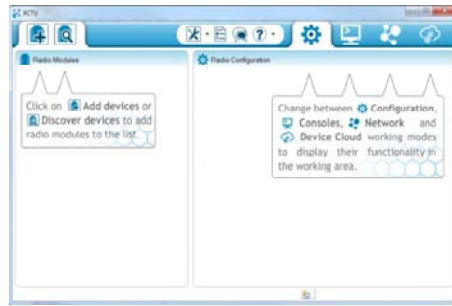 XCTU
Radio Modules
Radio Configuration
Click on Add devices or
Discover devices to add
radio modules to the list.
Change between Configuration,
Consoles, Network and
Device Cloud working modes
to display their functionality in
the working area.